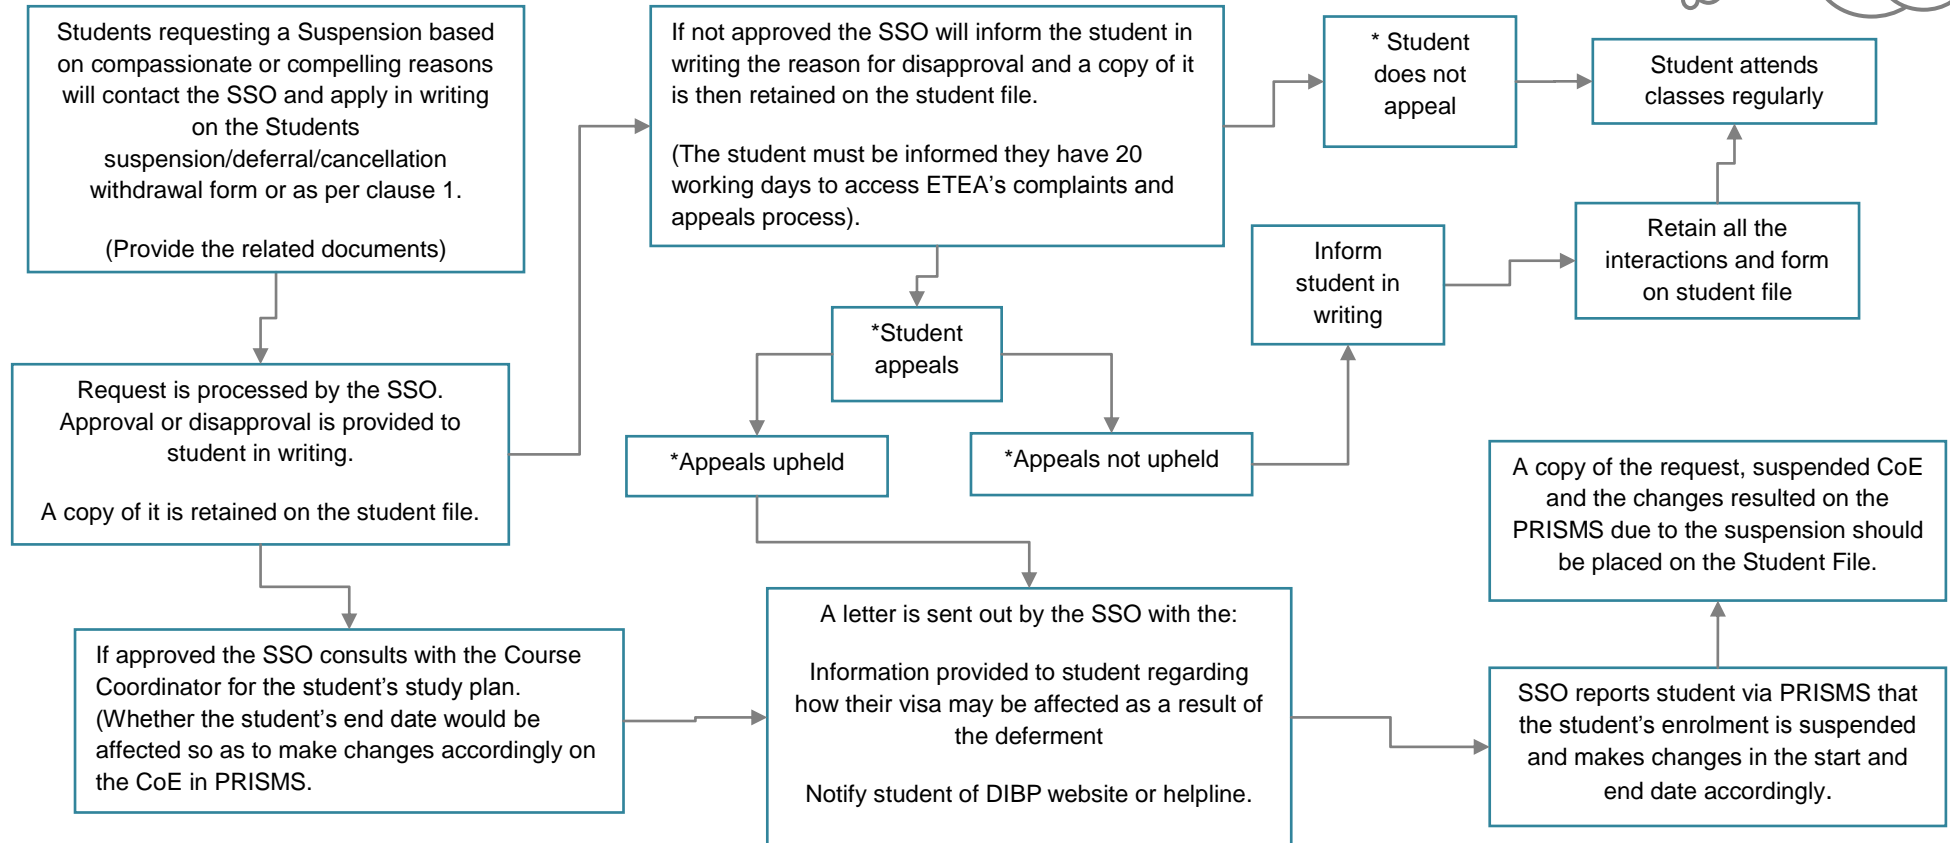 Students requesting a Suspension based
on compassionate or compelling reasons
will contact the SSO and apply in writing
on the Students
suspension/deferral/cancellation
withdrawal form or as per clause 1.
(Provide the related documents)
Request is processed by the SSO.
Approval or disapproval is provided to
student in writing.
A copy of it is retained on the student file.
If approved the SSO consults with the Course
Coordinator for the student’s study plan.
(Whether the student’s end date would be
affected so as to make changes accordingly on
the CoE in PRISMS.
If not approved the SSO will inform the student in
writing the reason for disapproval and a copy of it
is then retained on the student file.
(The student must be informed they have 20
working days to access ETEA’s complaints and
appeals process).
*Student
appeals
*Appeals upheld
*Appeals not upheld
A letter is sent out by the SSO with the:
Information provided to student regarding
how their visa may be affected as a result of
the deferment
Notify student of DIBP website or helpline.
* Student
does not
appeal
Student attends
classes regularly
Inform
student in
writing
Retain all the
interactions and form
on student file
A copy of the request, suspended CoE
and the changes resulted on the
PRISMS due to the suspension should
be placed on the Student File.
SSO reports student via PRISMS that
the student’s enrolment is suspended
and makes changes in the start and
end date accordingly.